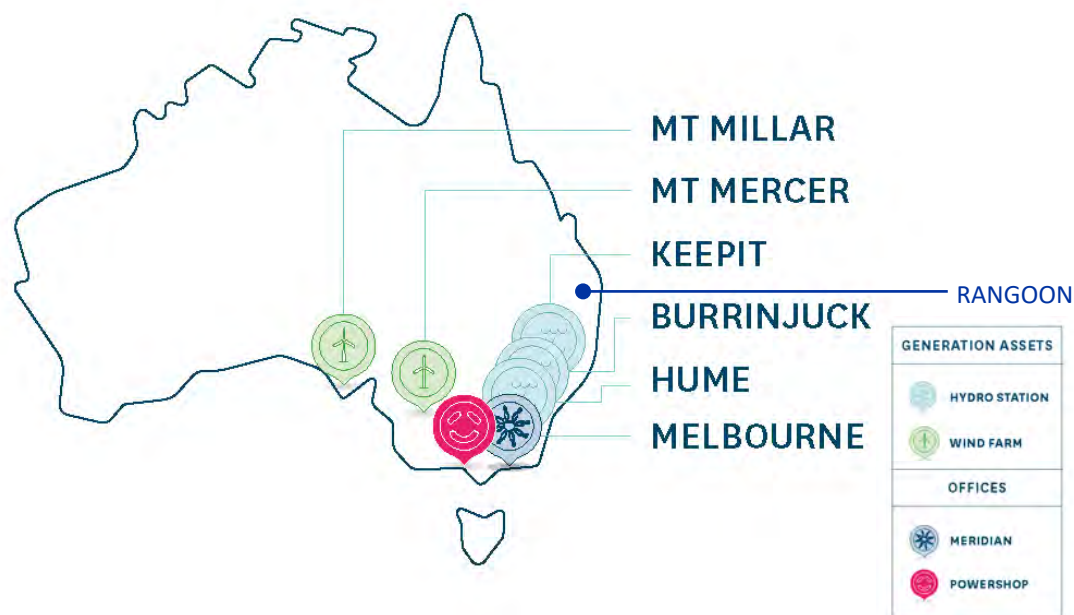 MT MILLAR
MT MERCER
KEEPIT
RANGOON
BURRINJUCK
HUME
MELBOURNE
GENERATION ASSETS
HYDRO STATION
WIND FARM
OFFICES
MERIDIAN
POWERSHOP